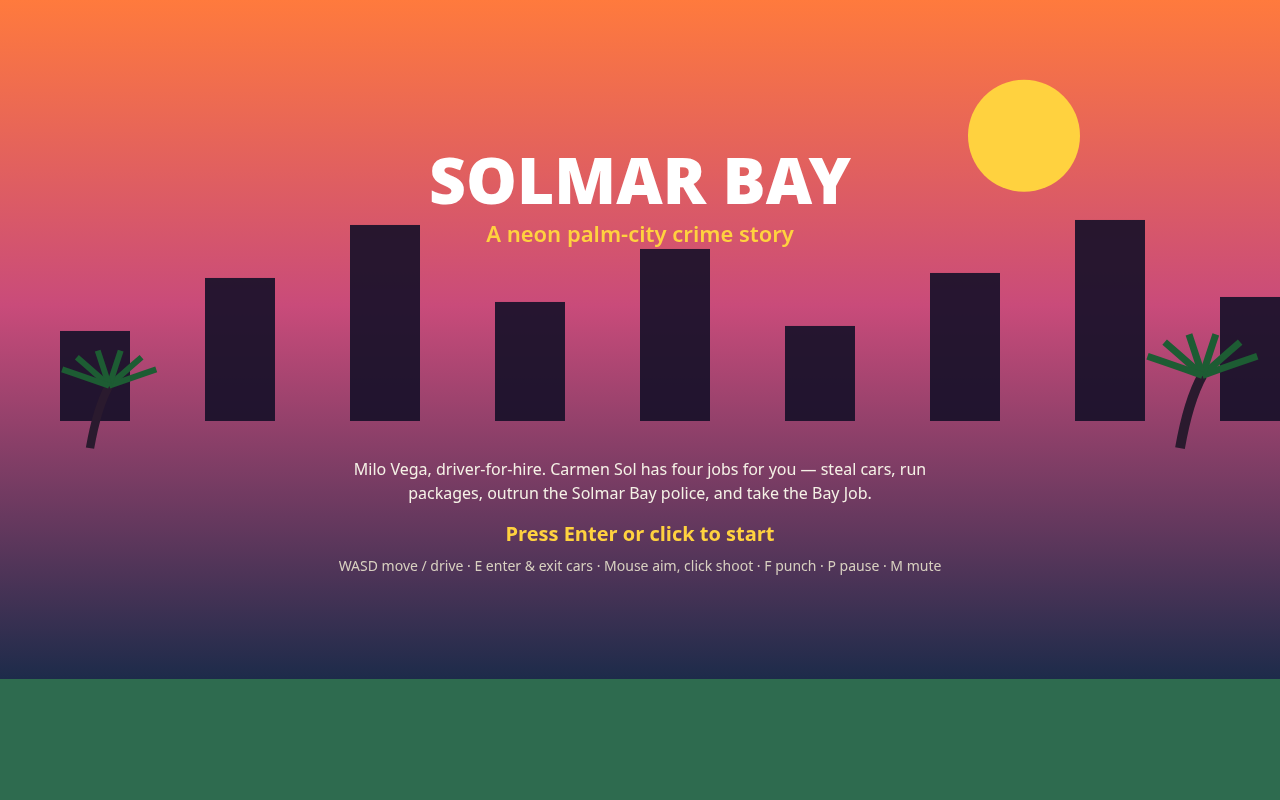 SOLMAR BAY
A neon palm-city crime story
Milo Vega, driver-for-hire. Carmen Sol has four jobs for you — steal cars, run
packages, outrun the Solmar Bay police, and take the Bay Job.
Press Enter or click to start
WASD move / drive · E enter & exit cars · Mouse aim, click shoot · F punch · P pause · M mute